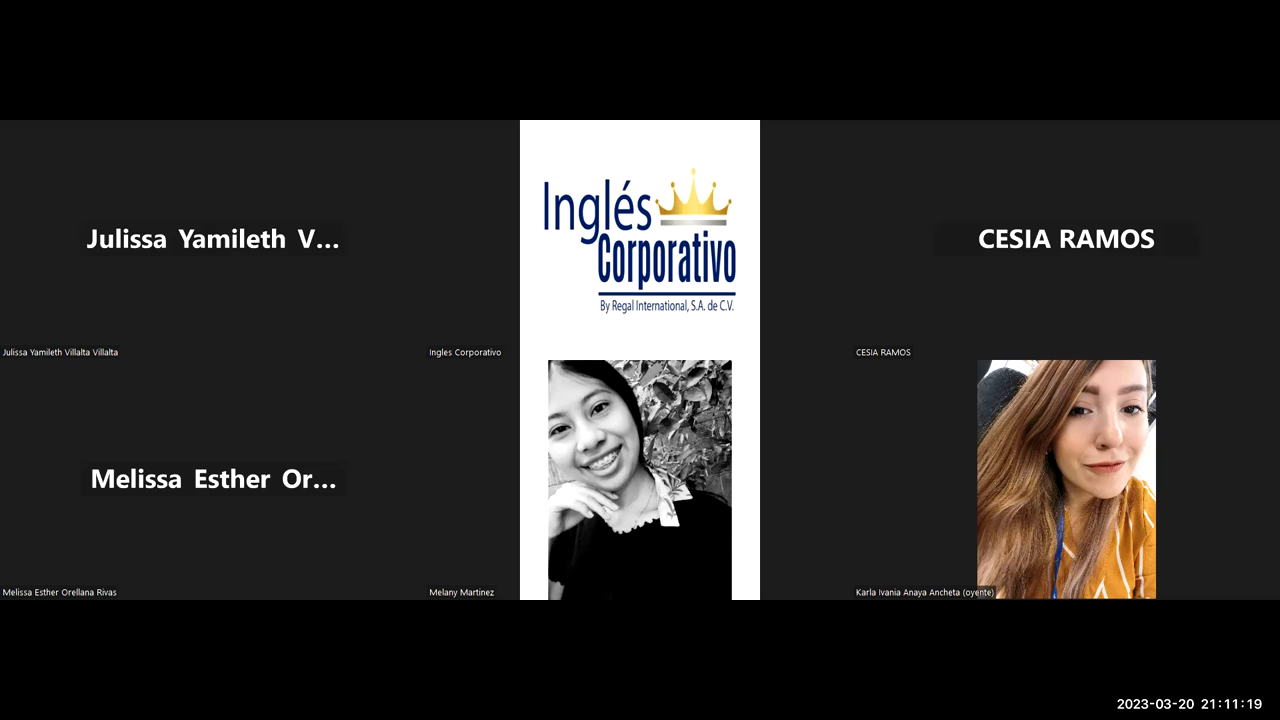 Julissa Yamileth V...
Inglés
Corporativo
By Regal International, S.A. de C.V.
CESIA RAMOS
Julissa Yamileth Villalta Villalta
Ingles Corporativo
CESIA RAMOS
Melissa Esther Or...
Melissa Esther Orellana Rivas
Melany Martinez
Karla Ivania Anaya Ancheta (oyente)
2023-03-20 21:11:19